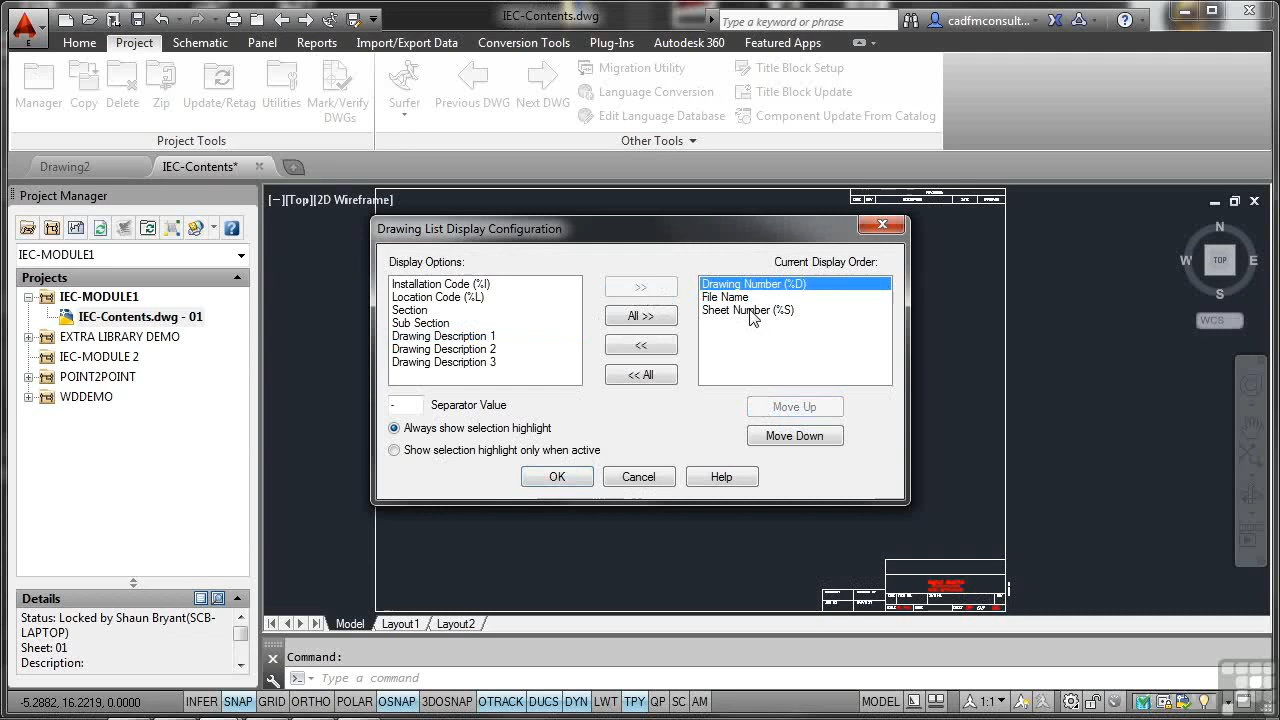 IEC-Contents.dwg
Type a keyword or phrase
cadfmconsult...
E
Home Project Schematic Panel Reports Import/Export Data Conversion Tools Plug-Ins Autodesk 360 Featured Apps
Manager Copy Delete Zip Update/Retag Utilities Mark/Verify DWGs
Surfer Previous DWG Next DWG
Migration Utility Title Block Setup
Language Conversion Title Block Update
Edit Language Database Component Update From Catalog
Project Tools Other Tools
Drawing2 IEC-Contents*
Project Manager
IEC-MODULE1
Projects
IEC-MODULE1
IEC-Contents.dwg - 01
EXTRA LIBRARY DEMO
IEC-MODULE 2
POINT2POINT
WDDEMO
Details
Status: Locked by Shaun Bryant(SCB-
LAPTOP)
Sheet: 01
Description:
[−][Top][2D Wireframe]
Drawing List Display Configuration
Display Options: Current Display Order:
Installation Code (%I)
Location Code (%L)
Section
Sub Section
Drawing Description 1
Drawing Description 2
Drawing Description 3
>>
All >>
<<
<< All
Drawing Number (%D)
File Name
Sheet Number (%S)
- Separator Value
Always show selection highlight
Show selection highlight only when active
Move Up
Move Down
OK Cancel Help
N
W TOP E
S
WCS
Model Layout1 Layout2
Command:
Type a command
-5.2882, 16.2219, 0.0000 INFER SNAP GRID ORTHO POLAR OSNAP 3DOSNAP OTRACK DUCS DYN LWT TPY QP SC AM MODEL 1:1